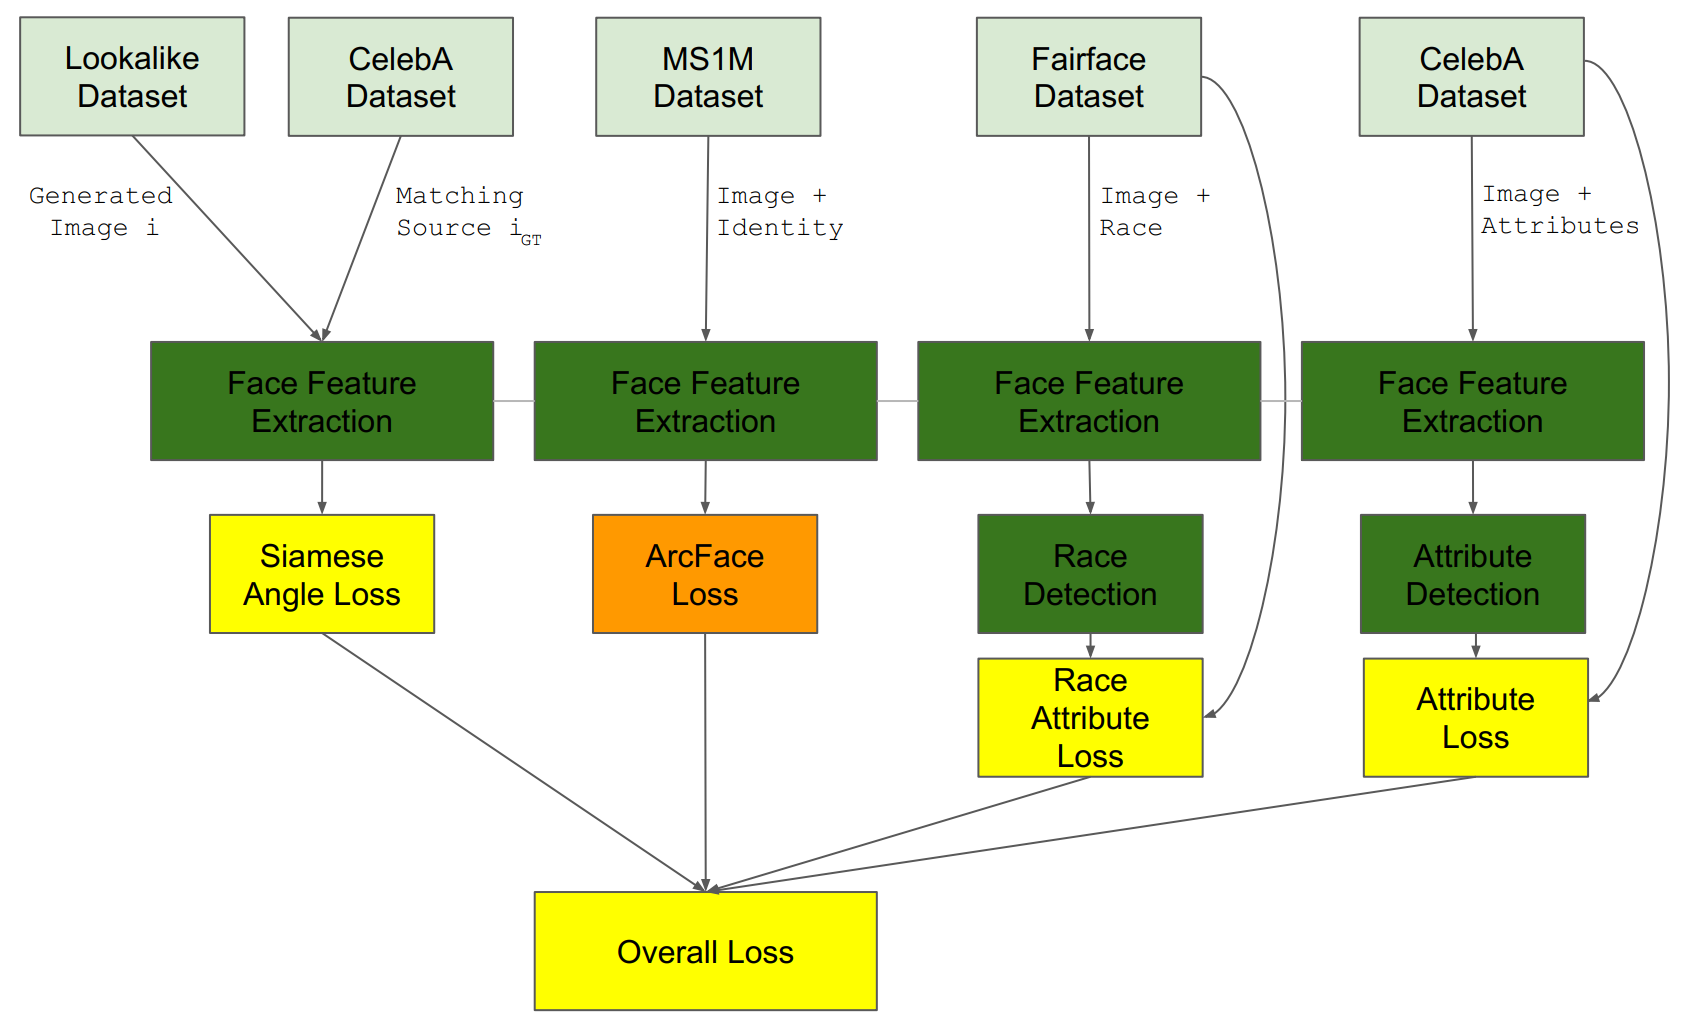 Lookalike
Dataset
CelebA
Dataset
MS1M
Dataset
Fairface
Dataset
CelebA
Dataset
Generated
Image i
Matching
Source iGT
Image +
Identity
Image +
Race
Image +
Attributes
Face Feature
Extraction
Face Feature
Extraction
Face Feature
Extraction
Face Feature
Extraction
Siamese
Angle Loss
ArcFace
Loss
Race
Detection
Attribute
Detection
Race
Attribute
Loss
Attribute
Loss
Overall Loss